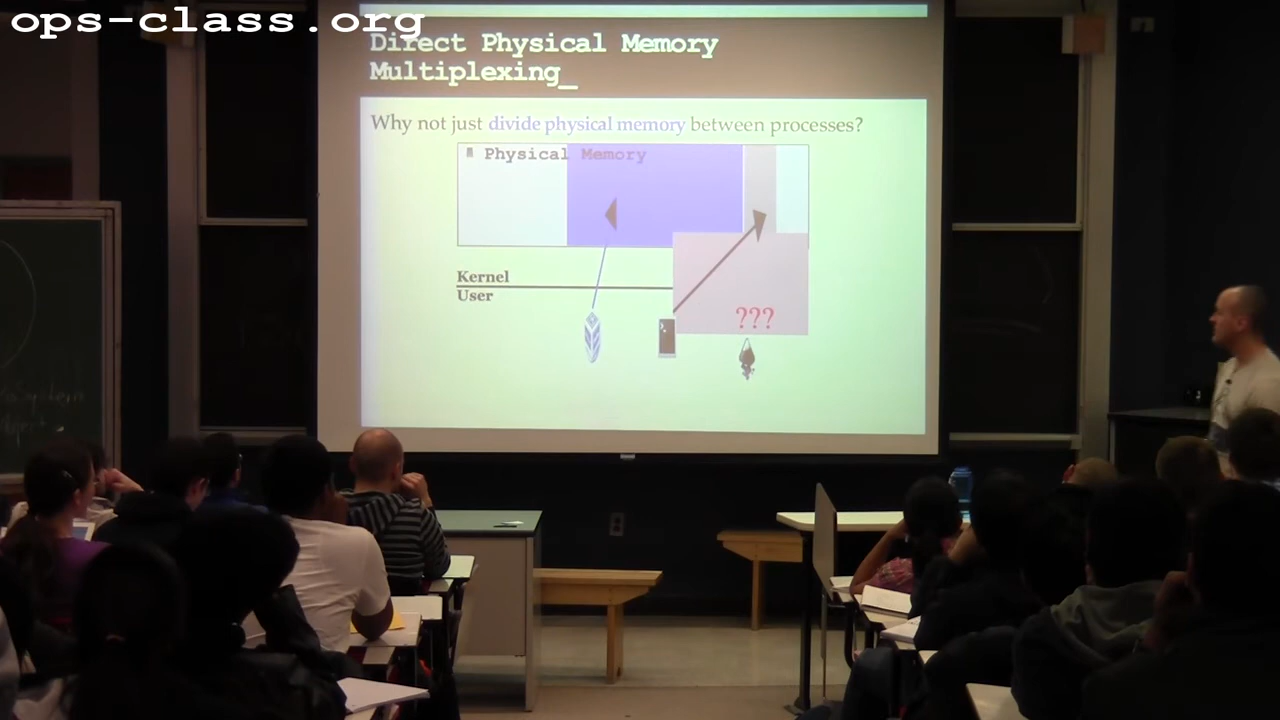 ops-class.org
Direct Physical Memory
Multiplexing_
Why not just divide physical memory between processes?
Physical Memory
Kernel
User
???